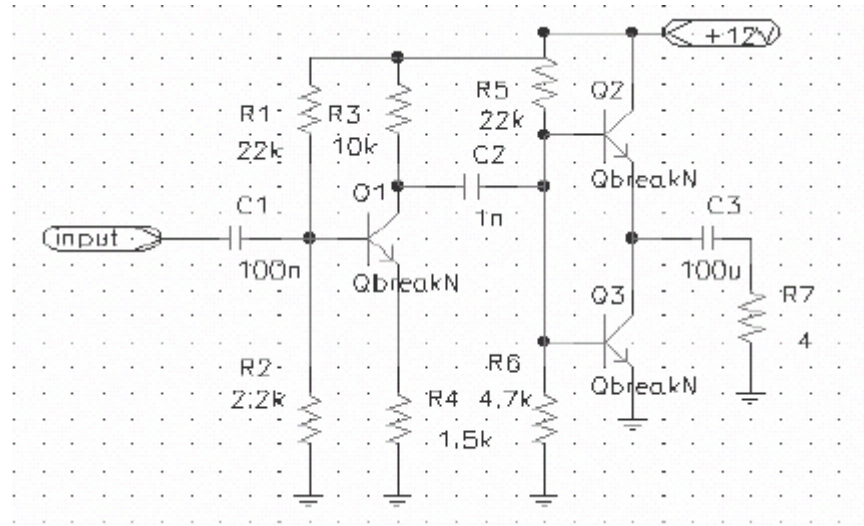 +12V
R1
22k
R3
10k
R5
22k
Q2
QbreakN
C2
1n
Q1
QbreakN
C1
100n
input
C3
100u
Q3
QbreakN
R7
4
R2
2.2k
R4
1.5k
R6
4.7k